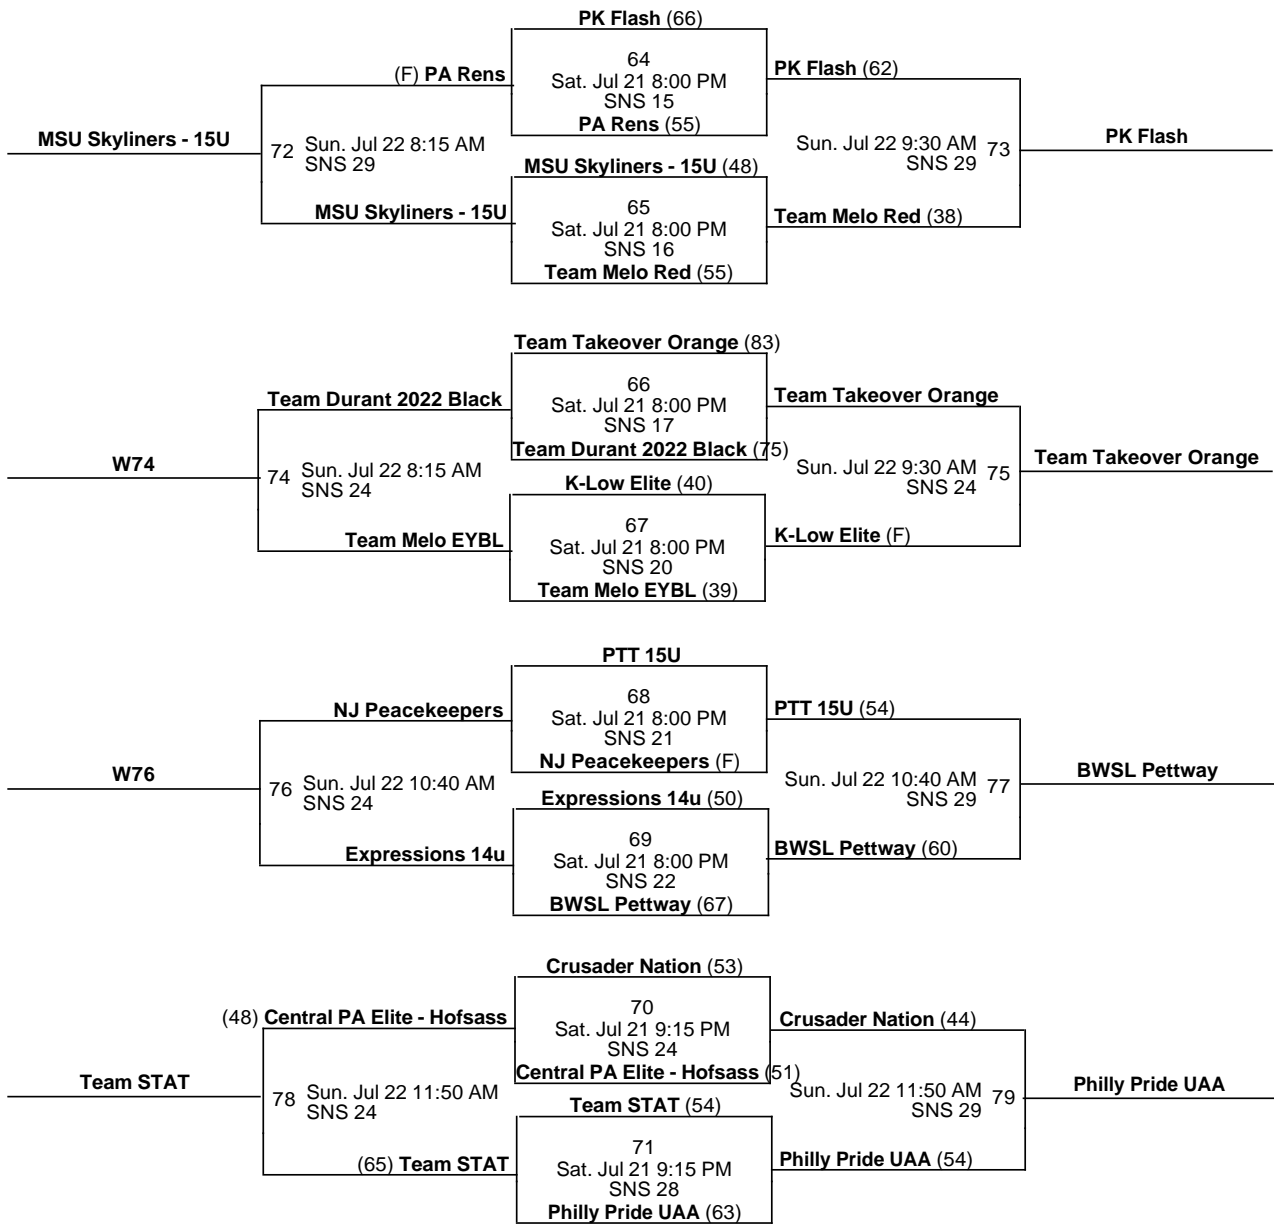 PK Flash (66)
64
Sat. Jul 21 8:00 PM
SNS 15
PA Rens (55)
(F) PA Rens
PK Flash (62)
MSU Skyliners - 15U
72 Sun. Jul 22 8:15 AM
SNS 29
Sun. Jul 22 9:30 AM 73
SNS 29
PK Flash
MSU Skyliners - 15U (48)
65
Sat. Jul 21 8:00 PM
SNS 16
Team Melo Red (55)
MSU Skyliners - 15U
Team Melo Red (38)
Team Takeover Orange (83)
66
Sat. Jul 21 8:00 PM
SNS 17
Team Durant 2022 Black (75)
Team Durant 2022 Black
Team Takeover Orange
W74
74 Sun. Jul 22 8:15 AM
SNS 24
Sun. Jul 22 9:30 AM 75
SNS 24
Team Takeover Orange
K-Low Elite (40)
67
Sat. Jul 21 8:00 PM
SNS 20
Team Melo EYBL (39)
Team Melo EYBL
K-Low Elite (F)
PTT 15U
68
Sat. Jul 21 8:00 PM
SNS 21
NJ Peacekeepers (F)
NJ Peacekeepers
PTT 15U (54)
W76
76 Sun. Jul 22 10:40 AM
SNS 24
Sun. Jul 22 10:40 AM 77
SNS 29
BWSL Pettway
Expressions 14u (50)
69
Sat. Jul 21 8:00 PM
SNS 22
BWSL Pettway (67)
Expressions 14u
BWSL Pettway (60)
Crusader Nation (53)
70
Sat. Jul 21 9:15 PM
SNS 24
Central PA Elite - Hofsass (51)
(48) Central PA Elite - Hofsass
Crusader Nation (44)
Team STAT
78 Sun. Jul 22 11:50 AM
SNS 24
Sun. Jul 22 11:50 AM 79
SNS 29
Philly Pride UAA
Team STAT (54)
71
Sat. Jul 21 9:15 PM
SNS 28
Philly Pride UAA (63)
(65) Team STAT
Philly Pride UAA (54)